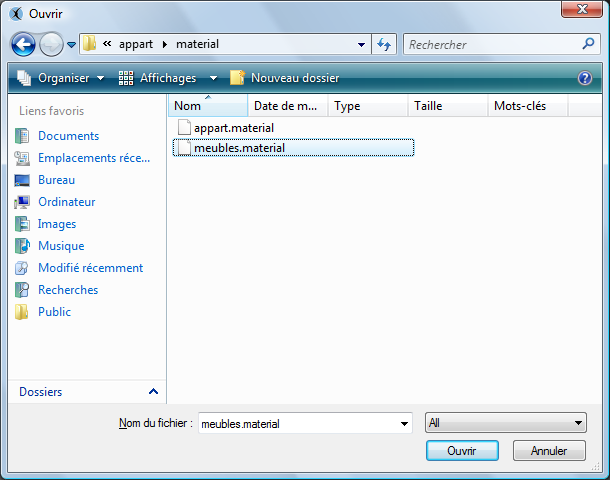 Ouvrir
« appart material
Rechercher
Organiser Affichages Nouveau dossier ?
Liens favoris
Documents
Emplacements réce...
Bureau
Ordinateur
Images
Musique
Modifié récemment
Recherches
Public
Dossiers
Nom Date de m... Type Taille Mots-clés
appart.material
meubles.material
Nom du fichier : meubles.material All
Ouvrir Annuler